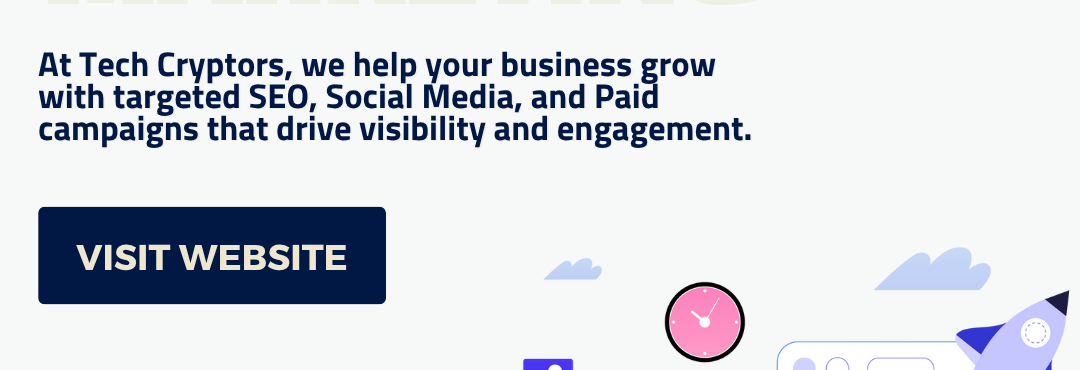 At Tech Cryptors, we help your business grow
with targeted SEO, Social Media, and Paid
campaigns that drive visibility and engagement.
VISIT WEBSITE